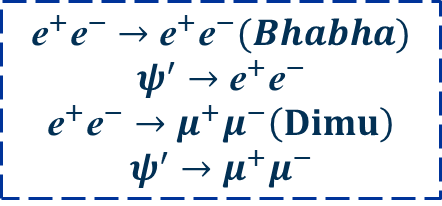 e⁺e⁻ → e⁺e⁻(Bhabha)
ψ′ → e⁺e⁻
e⁺e⁻ → μ⁺μ⁻(Dimu)
ψ′ → μ⁺μ⁻